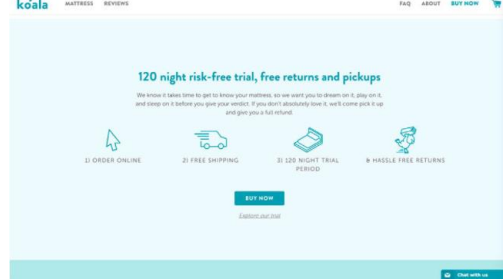 koala MATTRESS REVIEWS FAQ ABOUT BUY NOW
120 night risk-free trial, free returns and pickups
We know it takes time to get to know your mattress, so we want you to dream on it, play on it,
and sleep on it before you give your verdict. If you don't absolutely love it, we'll come pick it up
and give you a full refund.
1) ORDER ONLINE
2) FREE SHIPPING
3) 120 NIGHT TRIAL
PERIOD
& HASSLE FREE RETURNS
BUY NOW
Explore our trial
Chat with us